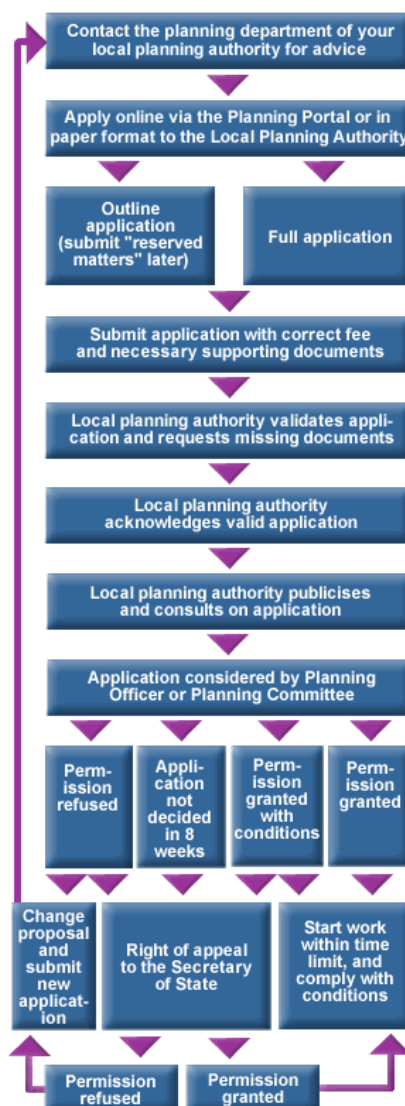 Contact the planning department of your
local planning authority for advice
Apply online via the Planning Portal or in
paper format to the Local Planning Authority
Outline
application
(submit "reserved
matters" later)
Full application
Submit application with correct fee
and necessary supporting documents
Local planning authority validates appli-
cation and requests missing documents
Local planning authority
acknowledges valid application
Local planning authority publicises
and consults on application
Application considered by Planning
Officer or Planning Committee
Perm-
ission
refused
Appli-
cation
not
decided
in 8
weeks
Perm-
ission
granted
with
conditions
Perm-
ission
granted
Change
proposal
and
submit
new
applicat-
ion
Right of appeal
to the Secretary
of State
Start work
within time
limit, and
comply with
conditions
Permission
refused
Permission
granted